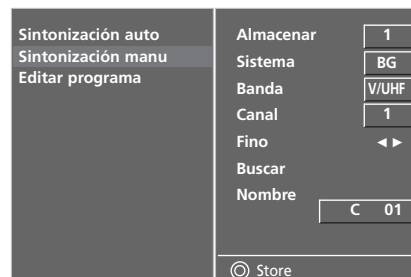 Sintonización auto
Sintonización manu
Editar programa
Almacenar 1
Sistema BG
Banda V/UHF
Canal 1
Fino ◄ ►
Buscar
Nombre
C 01
Store